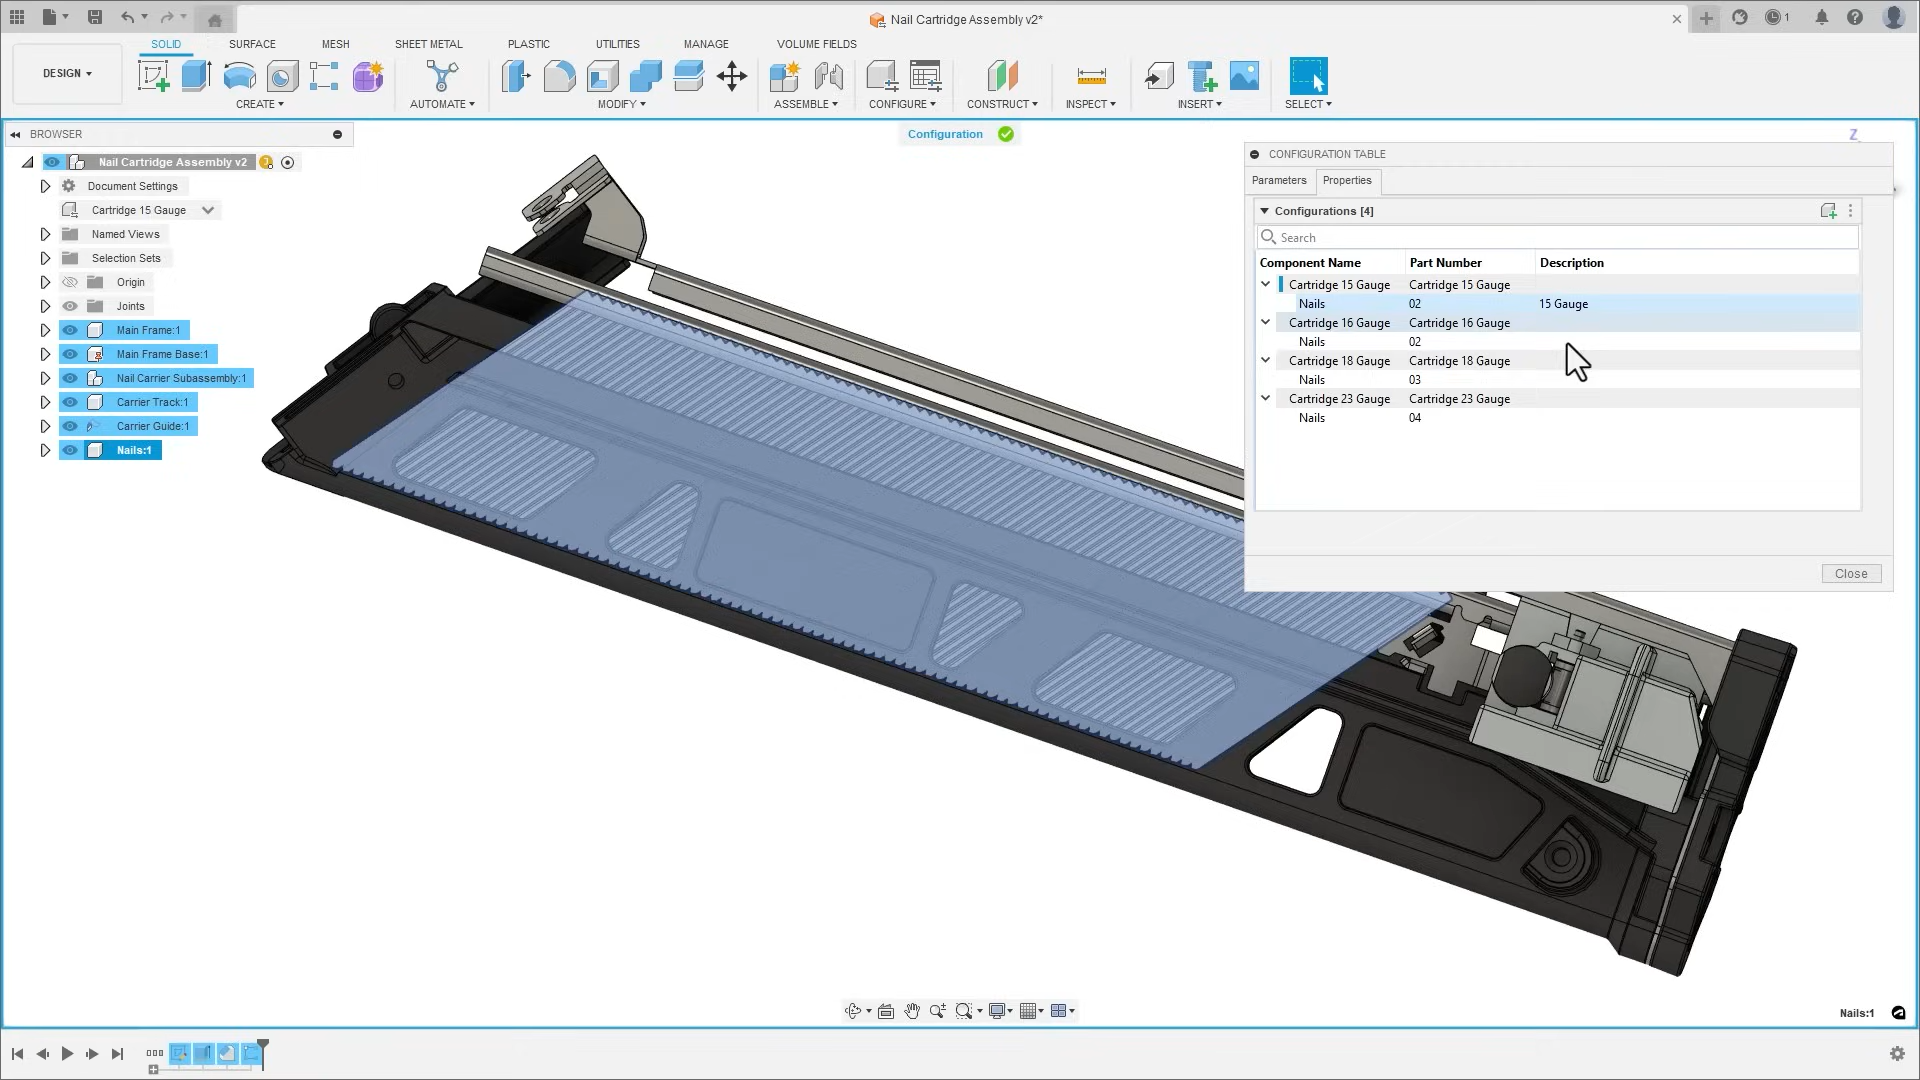 Nail Cartridge Assembly v2*
1
SOLID SURFACE MESH SHEET METAL PLASTIC UTILITIES MANAGE VOLUME FIELDS
DESIGN
CREATE AUTOMATE MODIFY ASSEMBLE CONFIGURE CONSTRUCT INSPECT INSERT SELECT
BROWSER
Configuration
Z
Nail Cartridge Assembly v2
Document Settings
Cartridge 15 Gauge
Named Views
Selection Sets
Origin
Joints
Main Frame:1
Main Frame Base:1
Nail Carrier Subassembly:1
Carrier Track:1
Carrier Guide:1
Nails:1
CONFIGURATION TABLE
Parameters Properties
Configurations [4]
Search
Component Name Part Number Description
Cartridge 15 Gauge Cartridge 15 Gauge
Nails 02 15 Gauge
Cartridge 16 Gauge Cartridge 16 Gauge
Nails 02
Cartridge 18 Gauge Cartridge 18 Gauge
Nails 03
Cartridge 23 Gauge Cartridge 23 Gauge
Nails 04
Close
Nails:1